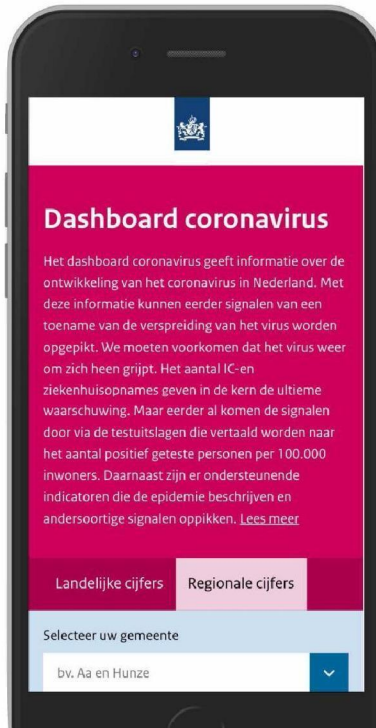 Dashboard coronavirus
Het dashboard coronavirus geeft informatie over de
ontwikkeling van het coronavirus in Nederland. Met
deze informatie kunnen eerder signalen van een
toename van de verspreiding van het virus worden
opgepikt. We moeten voorkomen dat het virus weer
om zich heen grijpt. Het aantal IC-en
ziekenhuisopnames geven in de kern de ultieme
waarschuwing. Maar eerder al komen de signalen
door via de testuitslagen die vertaald worden naar
het aantal positief geteste personen per 100.000
inwoners. Daarnaast zijn er ondersteunende
indicatoren die de epidemie beschrijven en
andersoortige signalen oppikken. Lees meer
Landelijke cijfers Regionale cijfers
Selecteer uw gemeente
bv. Aa en Hunze